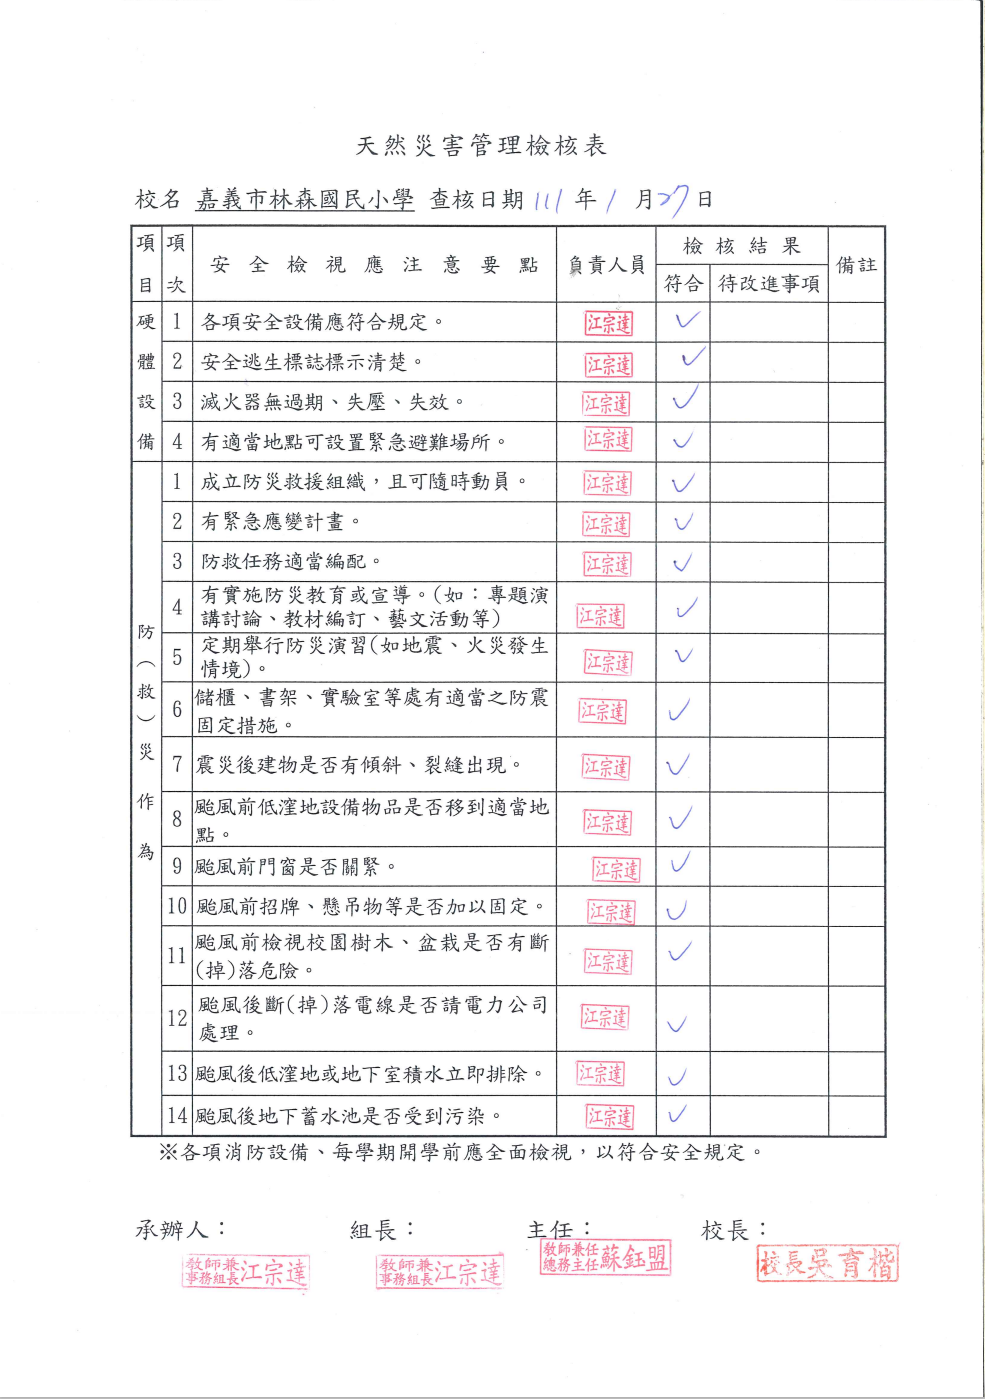 天然災害管理檢核表
校名 嘉義市林森國民小學 查核日期 111 年 1 月 27 日
項目 項次 安全檢視應注意要點 負責人員 檢核結果 備註
符合 待改進事項
硬體設備
1 各項安全設備應符合規定。 江宗達 ✓
2 安全逃生標誌標示清楚。 江宗達 ✓
3 滅火器無過期、失壓、失效。 江宗達 ✓
4 有適當地點可設置緊急避難場所。 江宗達 ✓
防(救)災作為
1 成立防災救援組織,且可隨時動員。 江宗達 ✓
2 有緊急應變計畫。 江宗達 ✓
3 防救任務適當編配。 江宗達 ✓
4 有實施防災教育或宣導。(如:專題演
講討論、教材編訂、藝文活動等) 江宗達 ✓
5 定期舉行防災演習(如地震、火災發生
情境)。 江宗達 ✓
6 儲櫃、書架、實驗室等處有適當之防震
固定措施。 江宗達 ✓
7 震災後建物是否有傾斜、裂縫出現。 江宗達 ✓
8 颱風前低窪地設備物品是否移到適當地
點。 江宗達 ✓
9 颱風前門窗是否關緊。 江宗達 ✓
10 颱風前招牌、懸吊物等是否加以固定。 江宗達 ✓
11 颱風前檢視校園樹木、盆栽是否有斷
(掉)落危險。 江宗達 ✓
12 颱風後斷(掉)落電線是否請電力公司
處理。 江宗達 ✓
13 颱風後低窪地或地下室積水立即排除。 江宗達 ✓
14 颱風後地下蓄水池是否受到污染。 江宗達 ✓
※各項消防設備、每學期開學前應全面檢視,以符合安全規定。
承辦人: 組長: 主任: 校長:
教師兼事務組長江宗達 教師兼事務組長江宗達 教師兼任總務主任蘇鈺盟 校長吳育楷